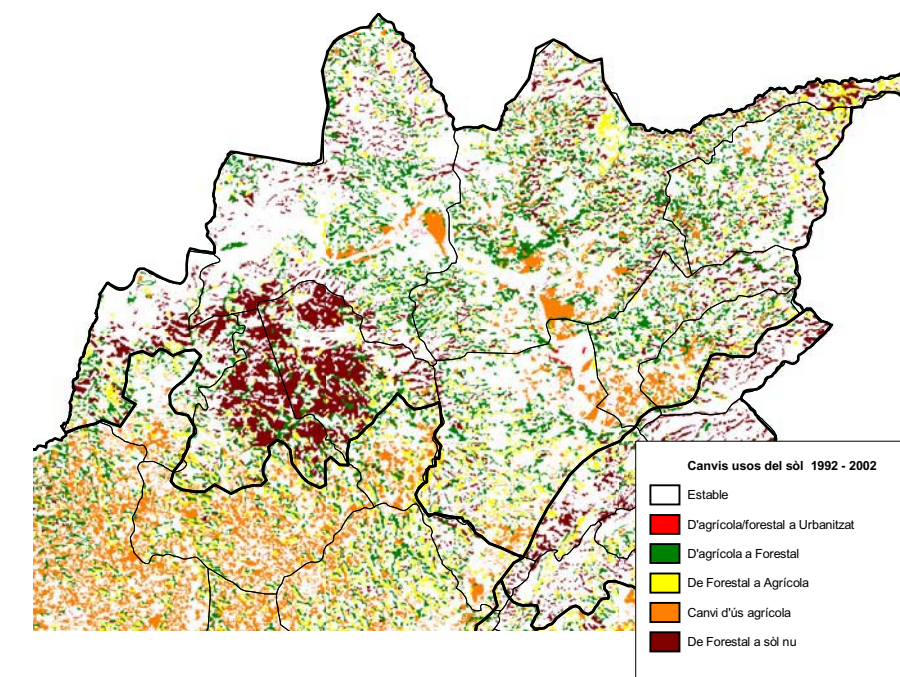 Canvis usos del sòl 1992 - 2002
Estable
D'agrícola/forestal a Urbanitzat
D'agrícola a Forestal
De Forestal a Agrícola
Canvi d'ús agrícola
De Forestal a sòl nu